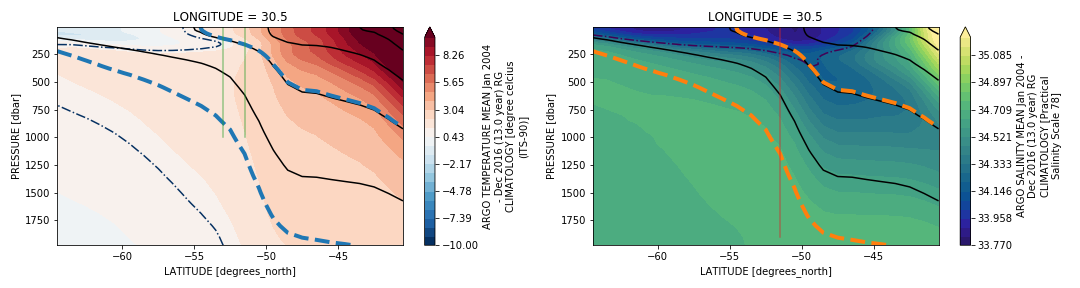 LONGITUDE = 30.5
250
500
750
1000
1250
1500
1750
PRESSURE [dbar]
−60
−55
−50
−45
LATITUDE [degrees_north]
8.26
5.65
3.04
0.43
−2.17
−4.78
−7.39
−10.00
ARGO TEMPERATURE MEAN Jan 2004
- Dec 2016 (13.0 year) RG
CLIMATOLOGY [degree celcius
(ITS-90)]
LONGITUDE = 30.5
250
500
750
1000
1250
1500
1750
PRESSURE [dbar]
−60
−55
−50
−45
LATITUDE [degrees_north]
35.085
34.897
34.709
34.521
34.333
34.146
33.958
33.770
ARGO SALINITY MEAN Jan 2004 -
Dec 2016 (13.0 year) RG
CLIMATOLOGY [Practical
Salinity Scale 78]